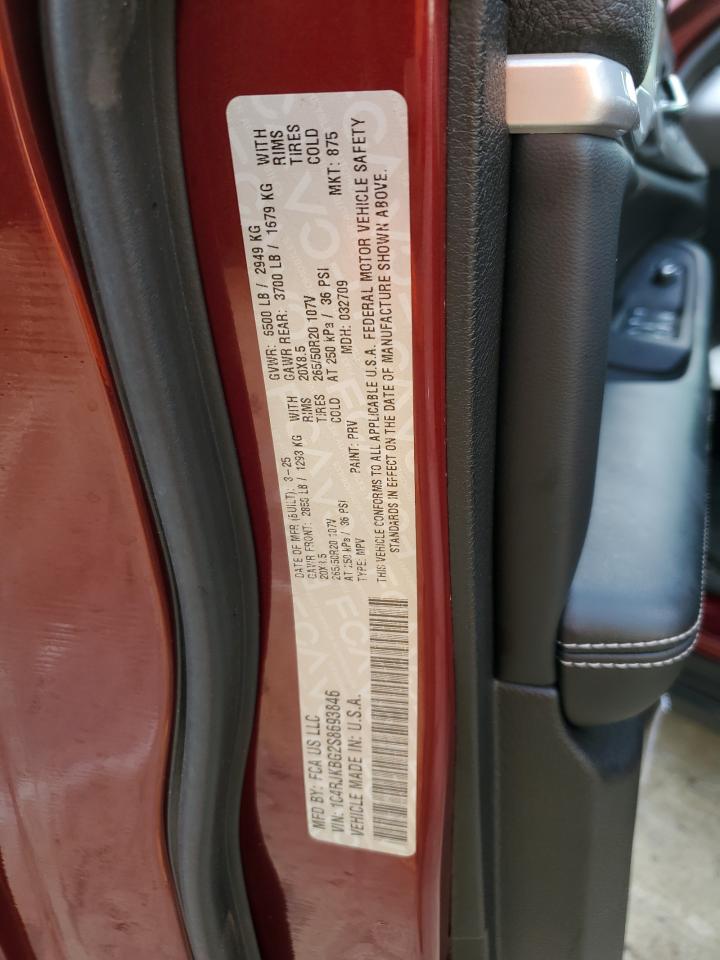 MFD BY: FCA US LLC
DATE OF MFR (BUILT): 3-25
GVWR: 6500 LB / 2949 KG
GAWR FRONT: 2850 LB / 1293 KG WITH
20X8.5 RIMS
265/50R20 107V TIRES
AT 250 kPa / 36 PSI COLD
GAWR REAR: 3700 LB / 1679 KG WITH
20X8.5 RIMS
265/50R20 107V TIRES
AT 250 kPa / 36 PSI COLD
VIN: 1C4RJKBG2S8693846
TYPE: MPV
PAINT: PRV
MDH: 032709
MKT: 875
VEHICLE MADE IN: U.S.A.
THIS VEHICLE CONFORMS TO ALL APPLICABLE U.S.A. FEDERAL MOTOR VEHICLE SAFETY
STANDARDS IN EFFECT ON THE DATE OF MANUFACTURE SHOWN ABOVE.